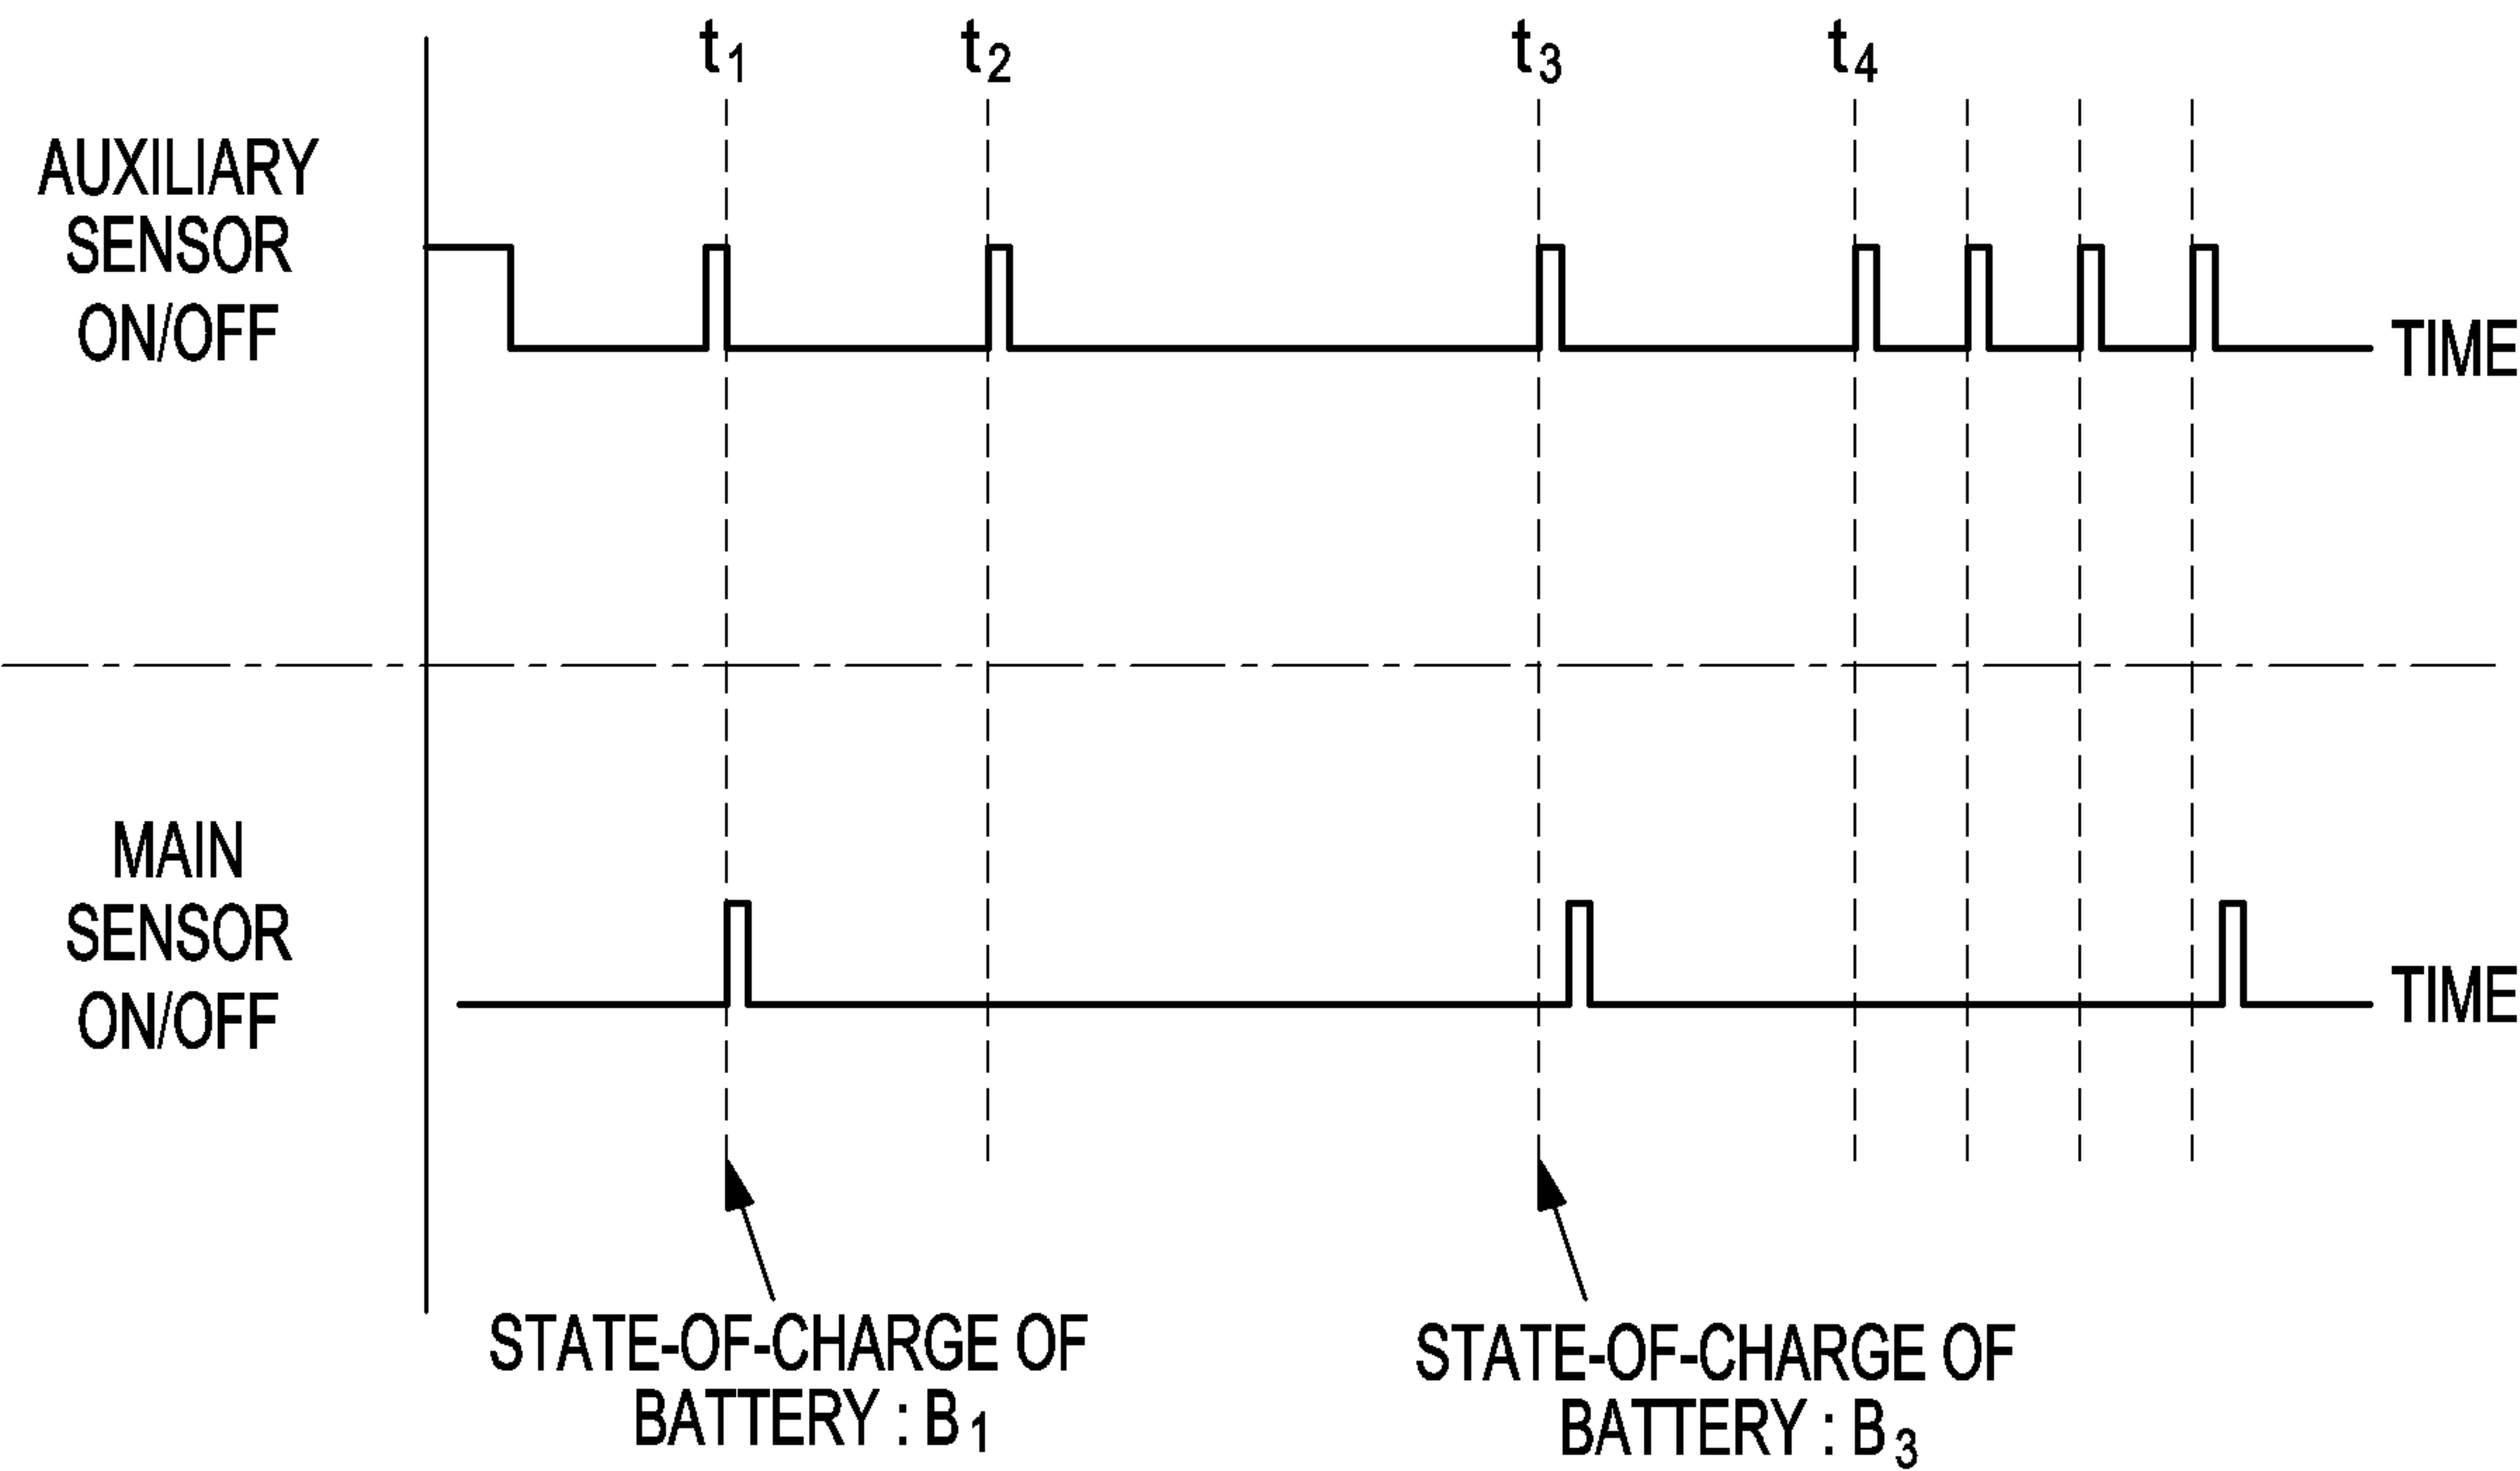 t1 t2 t3 t4
AUXILIARY
SENSOR
ON/OFF
TIME
MAIN
SENSOR
ON/OFF
TIME
STATE-OF-CHARGE OF
BATTERY : B1
STATE-OF-CHARGE OF
BATTERY : B3